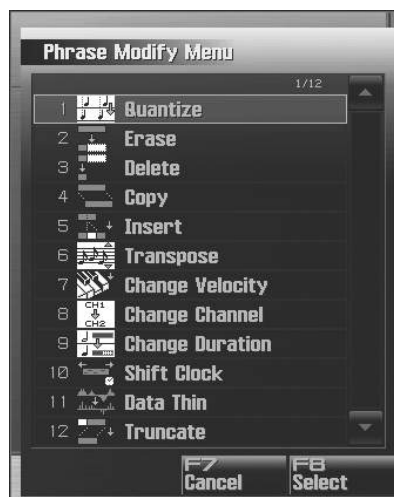 Phrase Modify Menu
1/12
1 Quantize
2 Erase
3 Delete
4 Copy
5 Insert
6 Transpose
7 Change Velocity
8 CH1 CH2 Change Channel
9 Change Duration
10 Shift Clock
11 Data Thin
12 Truncate
F7 F8
Cancel Select